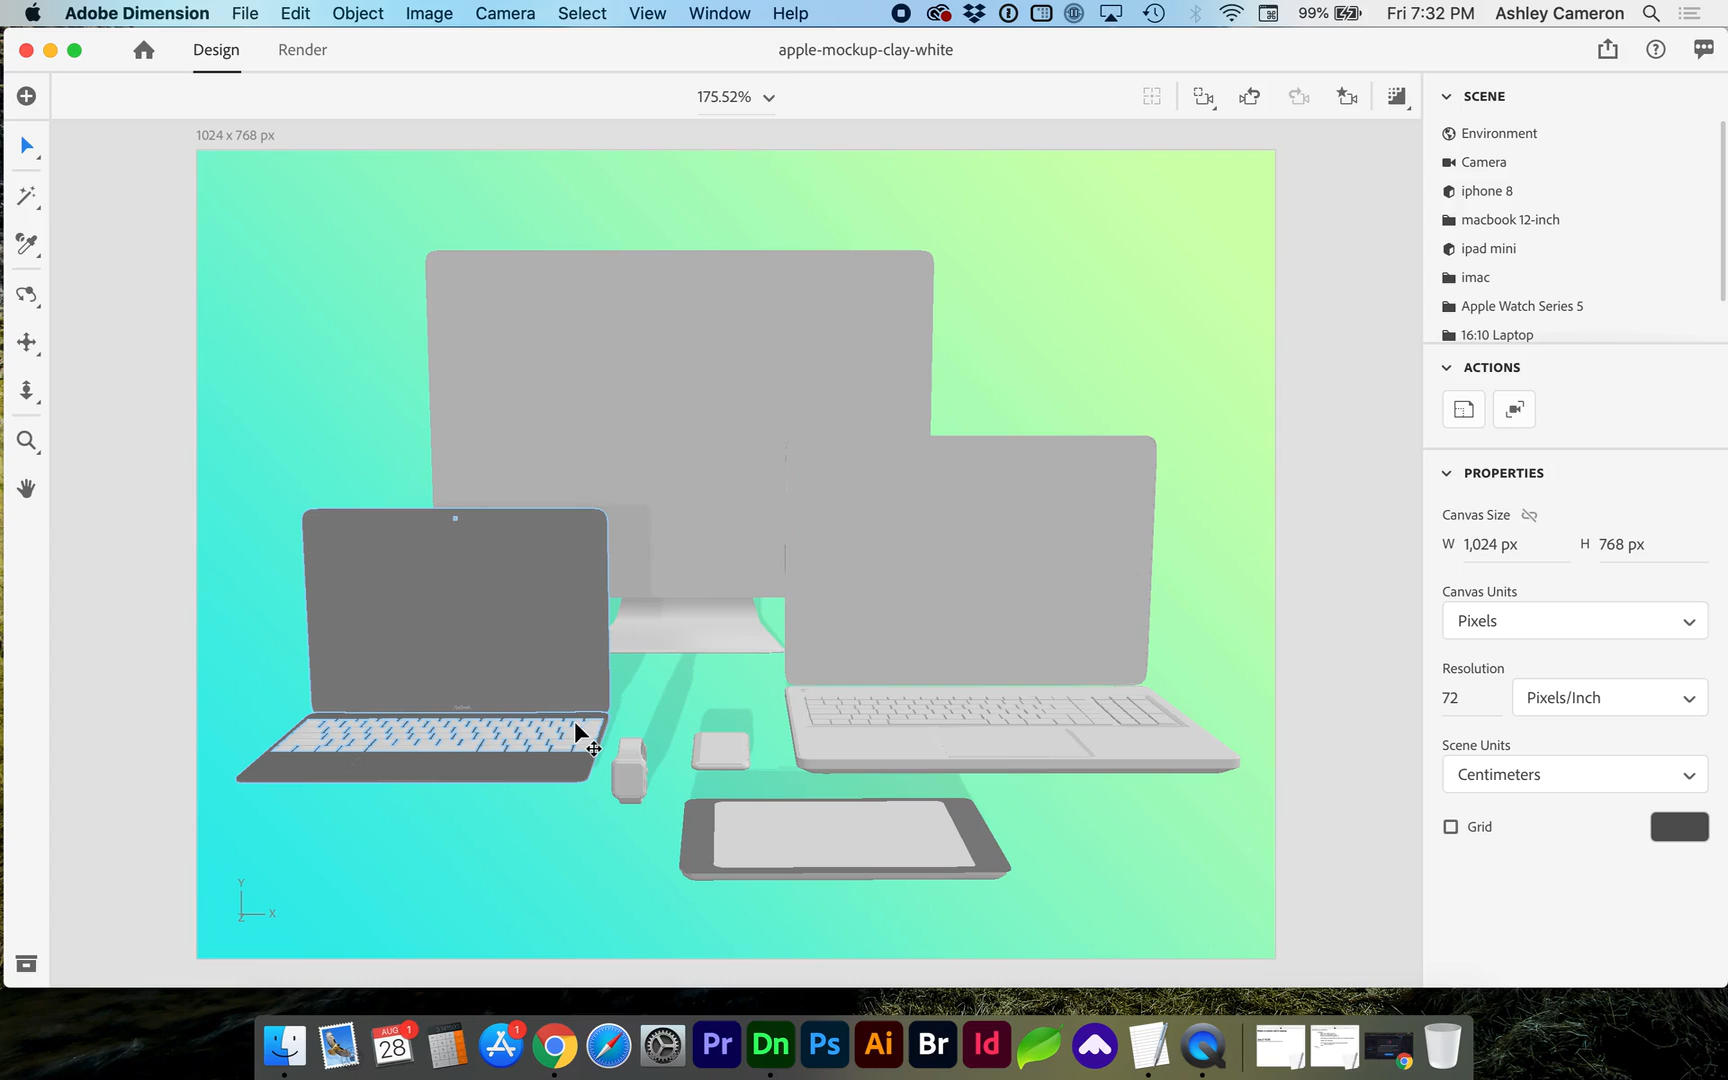 Adobe Dimension File Edit Object Image Camera Select View Window Help 99% Fri 7:32 PM Ashley Cameron
Design Render apple-mockup-clay-white
175.52%
1024 x 768 px
SCENE
Environment
Camera
iphone 8
macbook 12-inch
ipad mini
imac
Apple Watch Series 5
16:10 Laptop
ACTIONS
PROPERTIES
Canvas Size
W 1,024 px H 768 px
Canvas Units
Pixels
Resolution
72 Pixels/Inch
Scene Units
Centimeters
Grid
Y
Z X
AUG 1 1
28 Pr Dn Ps Ai Br Id